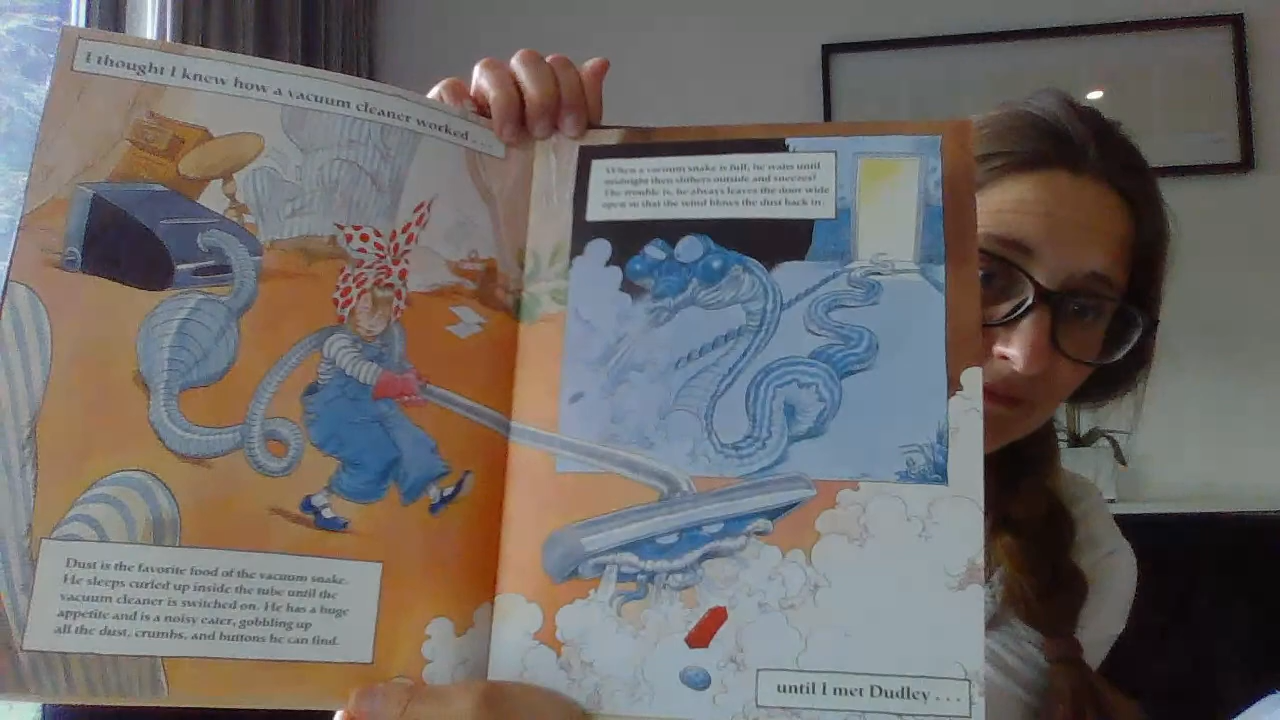 I thought I knew how a vacuum cleaner worked . . .
Dust is the favorite food of the vacuum snake.
He sleeps curled up inside the tube until the
vacuum cleaner is switched on. He has a huge
appetite and is a noisy eater, gobbling up
all the dust, crumbs, and buttons he can find.
When a vacuum snake is full, he waits until
midnight then slithers outside and sneezes!
The trouble is, he always leaves the door wide
open so that the wind blows the dust back in.
until I met Dudley . . .